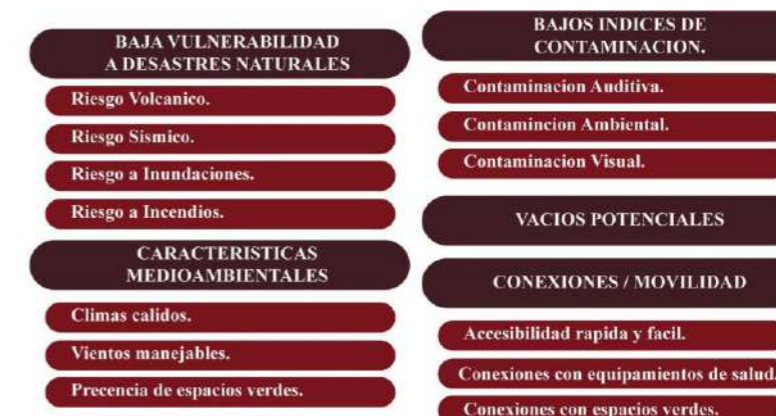 BAJA VULNERABILIDAD
A DESASTRES NATURALES
Riesgo Volcanico.
Riesgo Sismico.
Riesgo a Inundaciones.
Riesgo a Incendios.
CARACTERISTICAS
MEDIOAMBIENTALES
Climas calidos.
Vientos manejables.
Precencia de espacios verdes.
BAJOS INDICES DE
CONTAMINACION.
Contaminacion Auditiva.
Contamincion Ambiental.
Contaminacion Visual.
VACIOS POTENCIALES
CONEXIONES / MOVILIDAD
Accesibilidad rapida y facil.
Conexiones con equipamientos de salud.
Conexiones con espacios verdes.